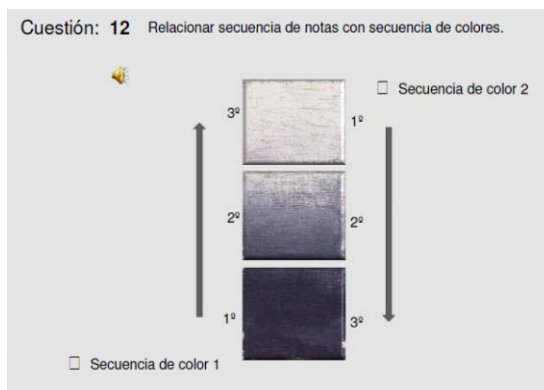 Cuestión: 12 Relacionar secuencia de notas con secuencia de colores.
Secuencia de color 2
3º 1º
2º 2º
1º 3º
Secuencia de color 1